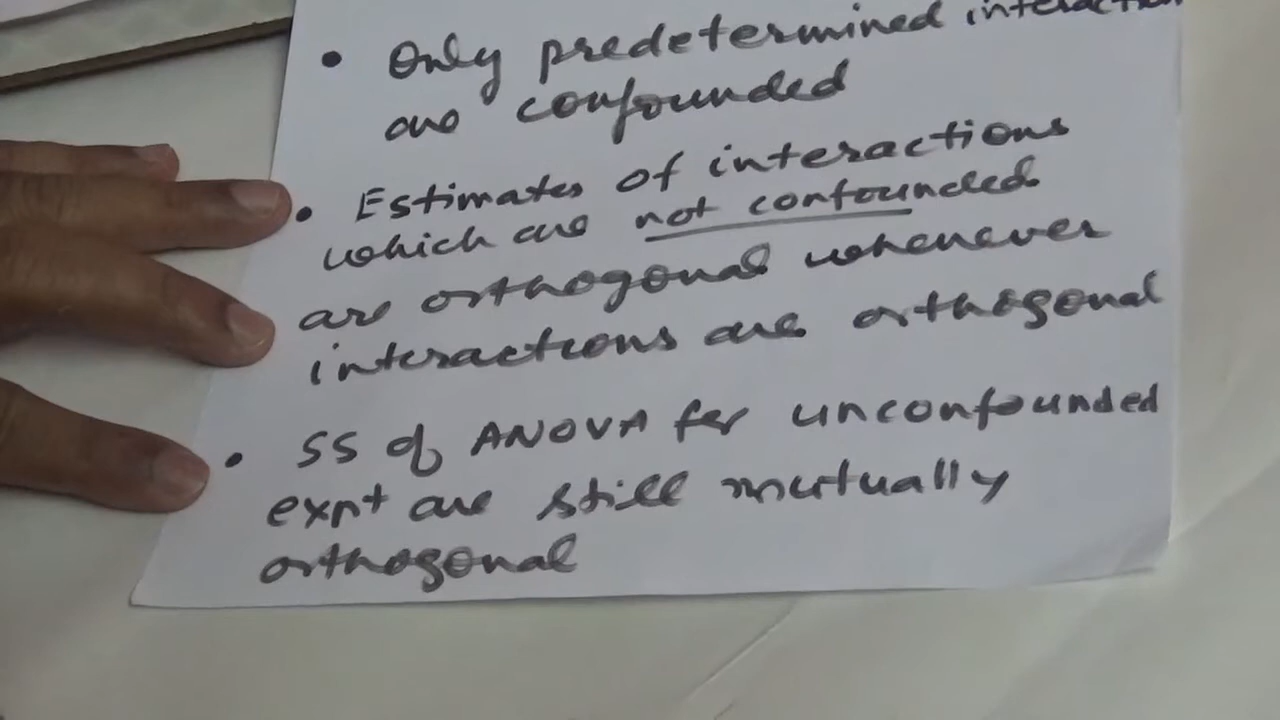 • Only predetermined interaction
are confounded
• Estimates of interactions
which are not confounded
are orthogonal whenever
interactions are orthogonal
• SS of ANOVA for unconfounded
expt are still mutually
orthogonal